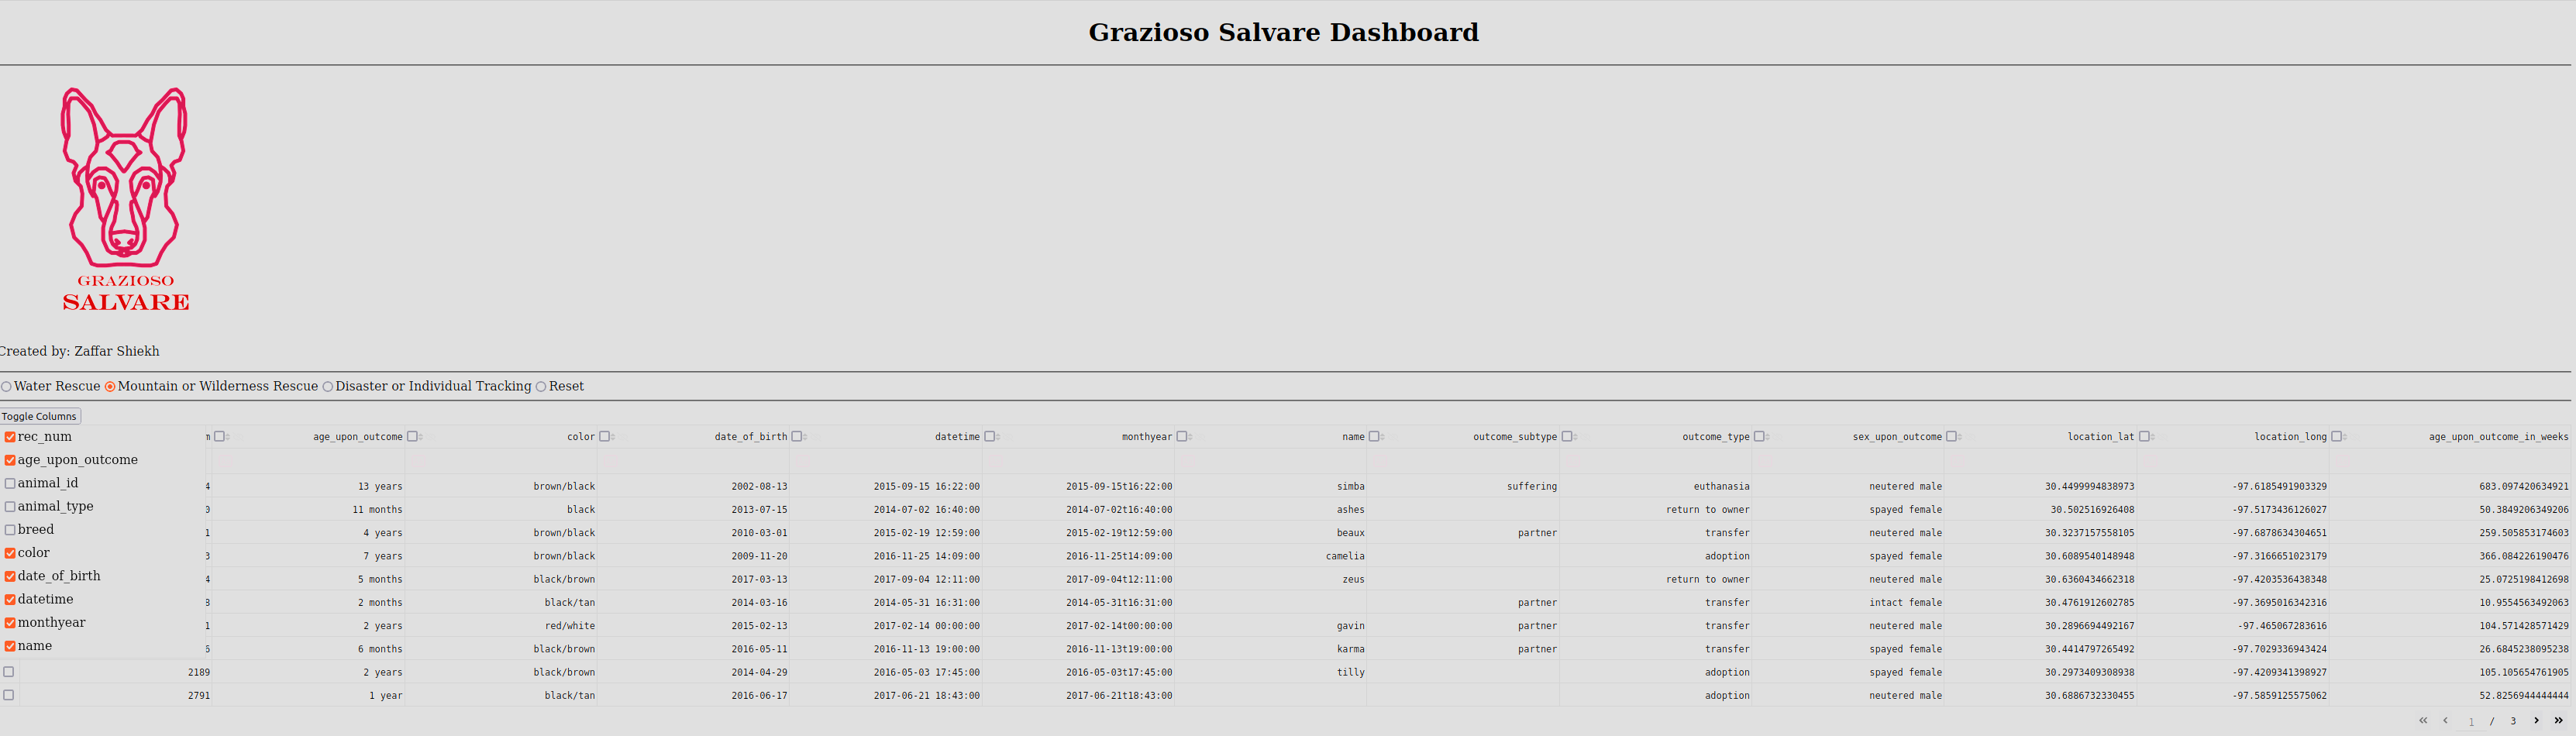 Grazioso Salvare Dashboard
GRAZIOSO
SALVARE
Created by: Zaffar Shiekh
Water Rescue Mountain or Wilderness Rescue Disaster or Individual Tracking Reset
Toggle Columns
rec_num age_upon_outcome color date_of_birth datetime monthyear name outcome_subtype outcome_type sex_upon_outcome location_lat location_long age_upon_outcome_in_weeks
age_upon_outcome
animal_id 4 13 years brown/black 2002-08-13 2015-09-15 16:22:00 2015-09-15t16:22:00 simba suffering euthanasia neutered male 30.4499994838973 -97.6185491903329 683.097420634921
animal_type 0 11 months black 2013-07-15 2014-07-02 16:40:00 2014-07-02t16:40:00 ashes return to owner spayed female 30.502516926408 -97.5173436126027 50.3849206349206
breed 1 4 years brown/black 2010-03-01 2015-02-19 12:59:00 2015-02-19t12:59:00 beaux partner transfer neutered male 30.3237157558105 -97.6878634304651 259.505853174603
color 3 7 years brown/black 2009-11-20 2016-11-25 14:09:00 2016-11-25t14:09:00 camelia adoption spayed female 30.6089540148948 -97.3166651023179 366.084226190476
date_of_birth 4 5 months black/brown 2017-03-13 2017-09-04 12:11:00 2017-09-04t12:11:00 zeus return to owner neutered male 30.6360434662318 -97.4203536438348 25.0725198412698
datetime 8 2 months black/tan 2014-03-16 2014-05-31 16:31:00 2014-05-31t16:31:00 partner transfer intact female 30.4761912602785 -97.3695016342316 10.9554563492063
monthyear 1 2 years red/white 2015-02-13 2017-02-14 00:00:00 2017-02-14t00:00:00 gavin partner transfer neutered male 30.2896694492167 -97.465067283616 104.571428571429
name 6 6 months black/brown 2016-05-11 2016-11-13 19:00:00 2016-11-13t19:00:00 karma partner transfer spayed female 30.4414797265492 -97.7029336943424 26.6845238095238
2189 2 years black/brown 2014-04-29 2016-05-03 17:45:00 2016-05-03t17:45:00 tilly adoption spayed female 30.2973409308938 -97.4209341398927 105.105654761905
2791 1 year black/tan 2016-06-17 2017-06-21 18:43:00 2017-06-21t18:43:00 adoption neutered male 30.6886732330455 -97.5859125575062 52.8256944444444
1 / 3